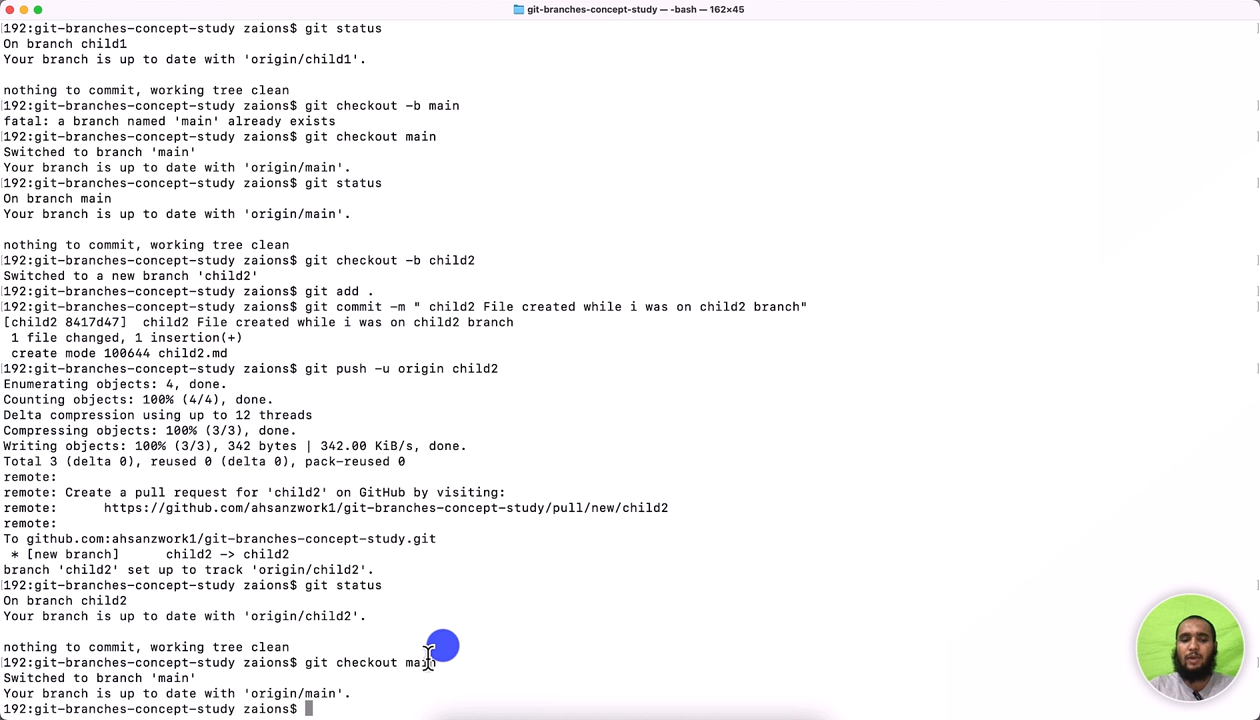 git-branches-concept-study — -bash — 162×45
[192:git-branches-concept-study zaions$ git status
On branch child1
Your branch is up to date with 'origin/child1'.
nothing to commit, working tree clean
[192:git-branches-concept-study zaions$ git checkout -b main
fatal: a branch named 'main' already exists
[192:git-branches-concept-study zaions$ git checkout main
Switched to branch 'main'
Your branch is up to date with 'origin/main'.
[192:git-branches-concept-study zaions$ git status
On branch main
Your branch is up to date with 'origin/main'.
nothing to commit, working tree clean
[192:git-branches-concept-study zaions$ git checkout -b child2
Switched to a new branch 'child2'
[192:git-branches-concept-study zaions$ git add .
[192:git-branches-concept-study zaions$ git commit -m " child2 File created while i was on child2 branch"
[child2 8417d47]  child2 File created while i was on child2 branch
 1 file changed, 1 insertion(+)
 create mode 100644 child2.md
[192:git-branches-concept-study zaions$ git push -u origin child2
Enumerating objects: 4, done.
Counting objects: 100% (4/4), done.
Delta compression using up to 12 threads
Compressing objects: 100% (3/3), done.
Writing objects: 100% (3/3), 342 bytes | 342.00 KiB/s, done.
Total 3 (delta 0), reused 0 (delta 0), pack-reused 0
remote:
remote: Create a pull request for 'child2' on GitHub by visiting:
remote:      https://github.com/ahsanzwork1/git-branches-concept-study/pull/new/child2
remote:
To github.com:ahsanzwork1/git-branches-concept-study.git
 * [new branch]      child2 -> child2
branch 'child2' set up to track 'origin/child2'.
[192:git-branches-concept-study zaions$ git status
On branch child2
Your branch is up to date with 'origin/child2'.
nothing to commit, working tree clean
[192:git-branches-concept-study zaions$ git checkout main
Switched to branch 'main'
Your branch is up to date with 'origin/main'.
192:git-branches-concept-study zaions$